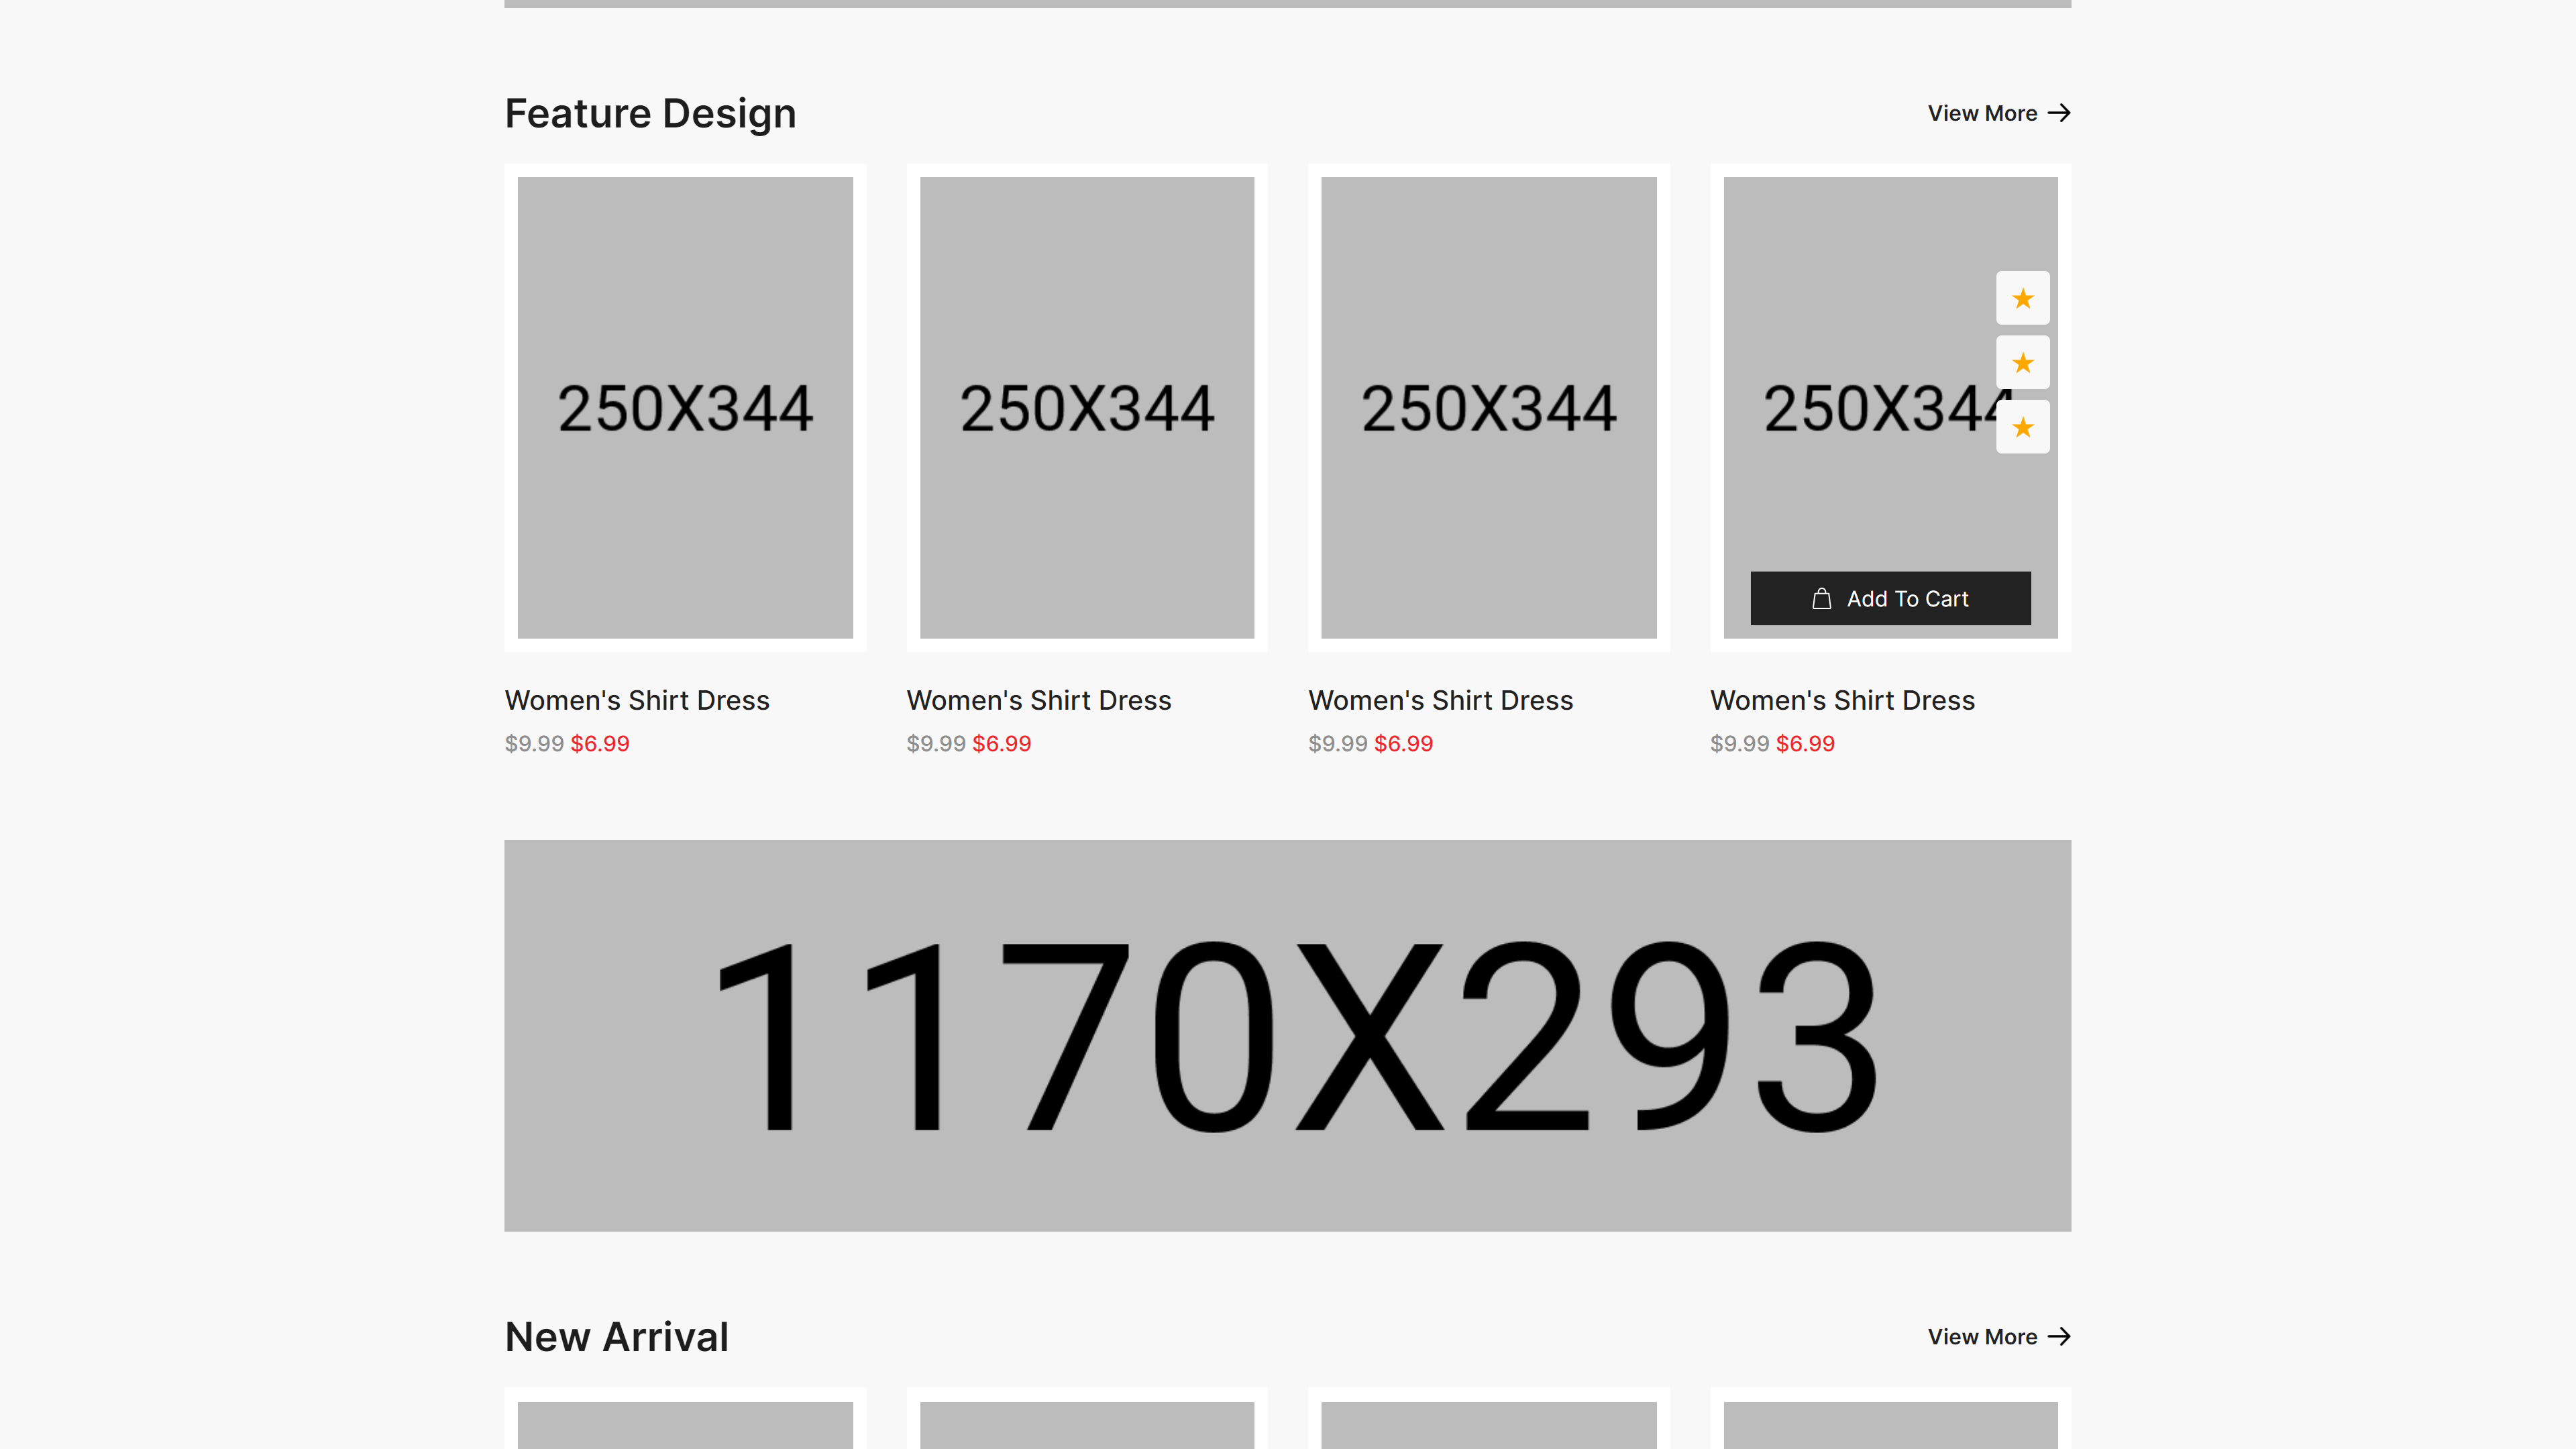 Feature Design
View More
250X344
250X344
250X344
250X344
Add To Cart
Women's Shirt Dress
$9.99 $6.99
Women's Shirt Dress
$9.99 $6.99
Women's Shirt Dress
$9.99 $6.99
Women's Shirt Dress
$9.99 $6.99
1170X293
New Arrival
View More